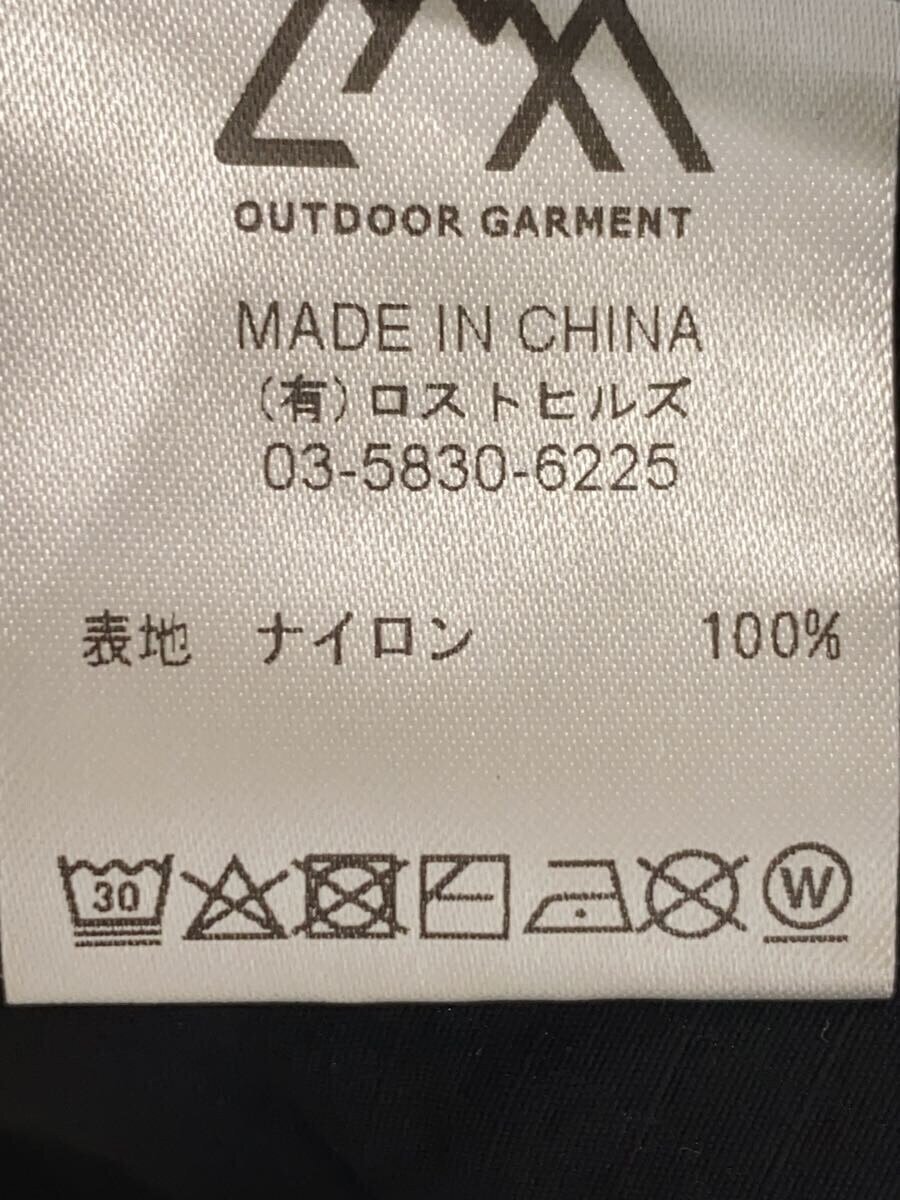 OUTDOOR GARMENT
MADE IN CHINA
(有)ロストヒルズ
03-5830-6225
表地 ナイロン 100%
30 W